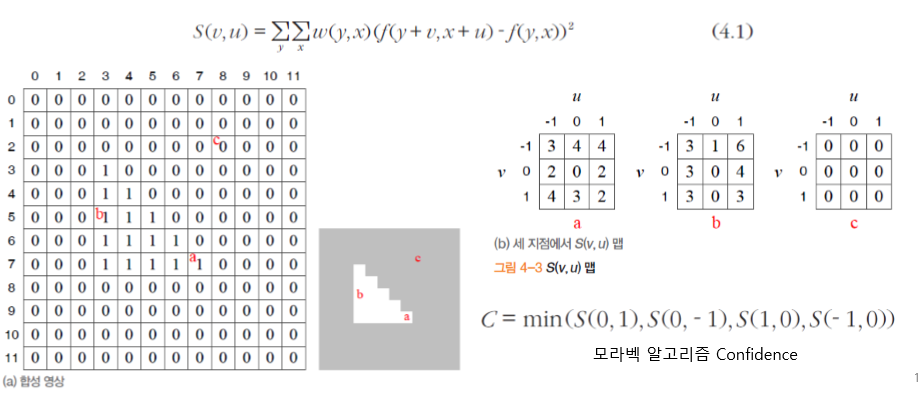 S(v,u) = ΣΣw(y,x)(f(y+v,x+u)-f(y,x))² (4.1)
y x
0 1 2 3 4 5 6 7 8 9 10 11
0 0 0 0 0 0 0 0 0 0 0 0 0
1 0 0 0 0 0 0 0 0 0 0 0 0
2 0 0 0 0 0 0 0 0 c0 0 0 0
3 0 0 0 1 0 0 0 0 0 0 0 0
4 0 0 0 1 1 0 0 0 0 0 0 0
5 0 0 0 b1 1 1 0 0 0 0 0 0
6 0 0 0 1 1 1 1 0 0 0 0 0
7 0 0 0 1 1 1 1 a1 0 0 0 0
8 0 0 0 0 0 0 0 0 0 0 0 0
9 0 0 0 0 0 0 0 0 0 0 0 0
10 0 0 0 0 0 0 0 0 0 0 0 0
11 0 0 0 0 0 0 0 0 0 0 0 0
(a) 합성 영상
c
b
a
u
-1 0 1
-1 3 4 4
v 0 2 0 2
1 4 3 2
a
u
-1 0 1
-1 3 1 6
v 0 3 0 4
1 3 0 3
b
u
-1 0 1
-1 0 0 0
v 0 0 0 0
1 0 0 0
c
(b) 세 지점에서 S(v,u) 맵
그림 4-3 S(v,u) 맵
C = min(S(0,1),S(0,-1),S(1,0),S(-1,0))
모라벡 알고리즘 Confidence
1